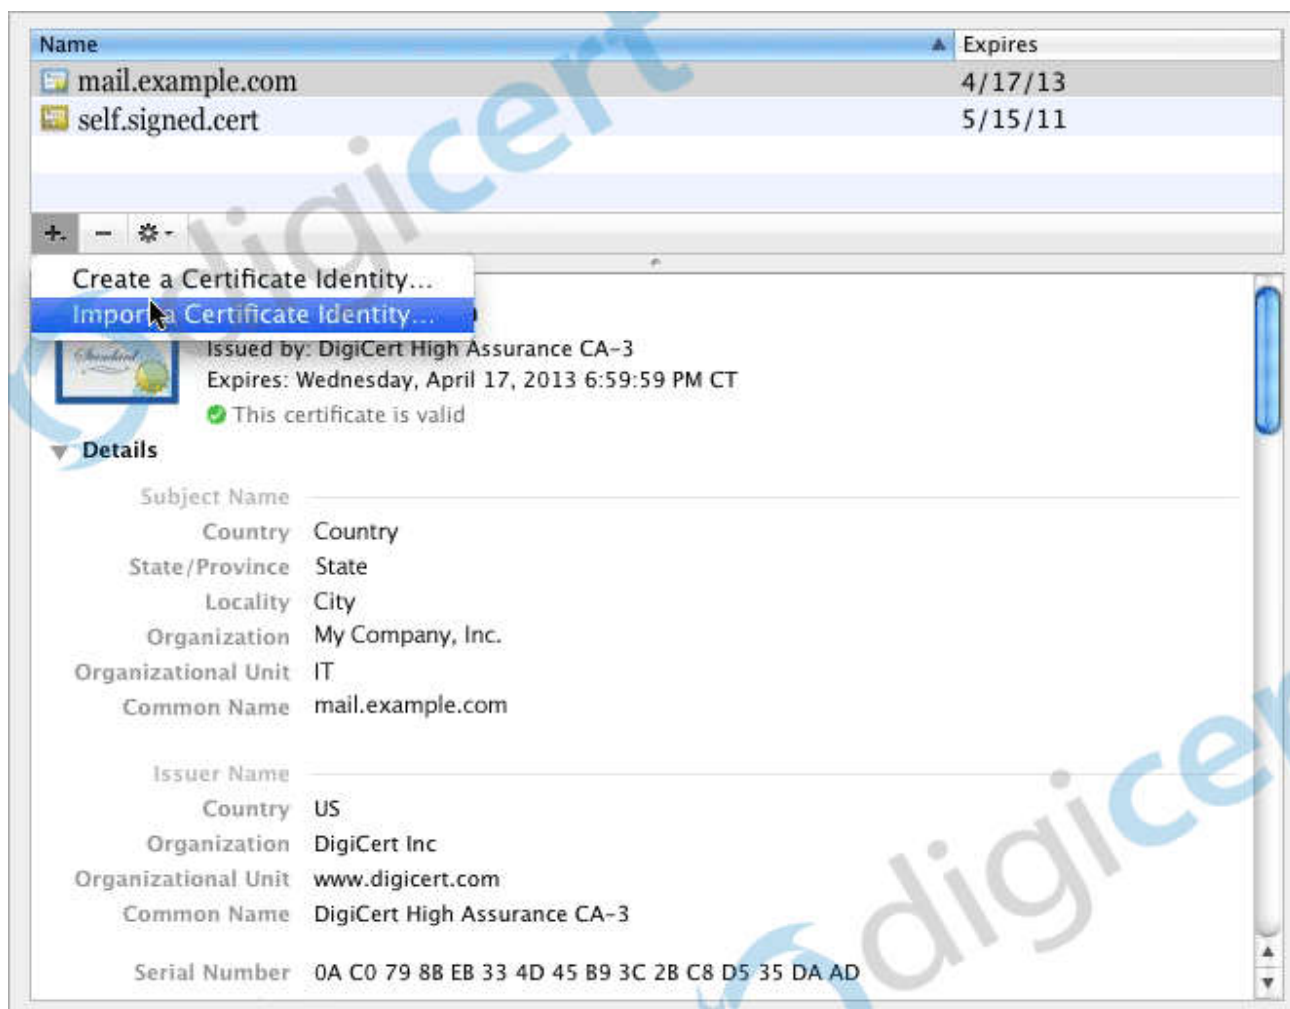 Name Expires
mail.example.com 4/17/13
self.signed.cert 5/15/11
Create a Certificate Identity...
Import a Certificate Identity...
Standard
Issued by: DigiCert High Assurance CA-3
Expires: Wednesday, April 17, 2013 6:59:59 PM CT
This certificate is valid
Details
Subject Name
Country Country
State/Province State
Locality City
Organization My Company, Inc.
Organizational Unit IT
Common Name mail.example.com
Issuer Name
Country US
Organization DigiCert Inc
Organizational Unit www.digicert.com
Common Name DigiCert High Assurance CA-3
Serial Number 0A C0 79 8B EB 33 4D 45 B9 3C 2B C8 D5 35 DA AD
digicert
digicer